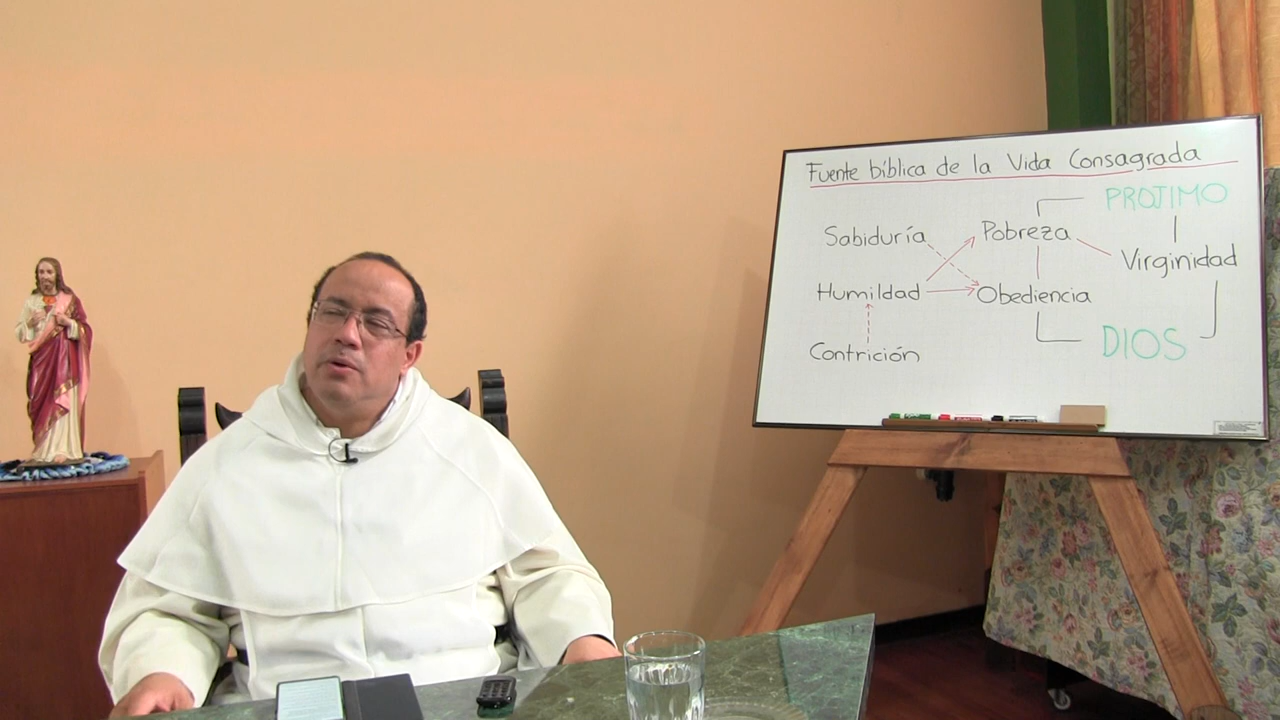 Fuente bíblica de la Vida Consagrada
PROJIMO
Sabiduría Pobreza
Virginidad
Humildad Obediencia
Contrición DIOS